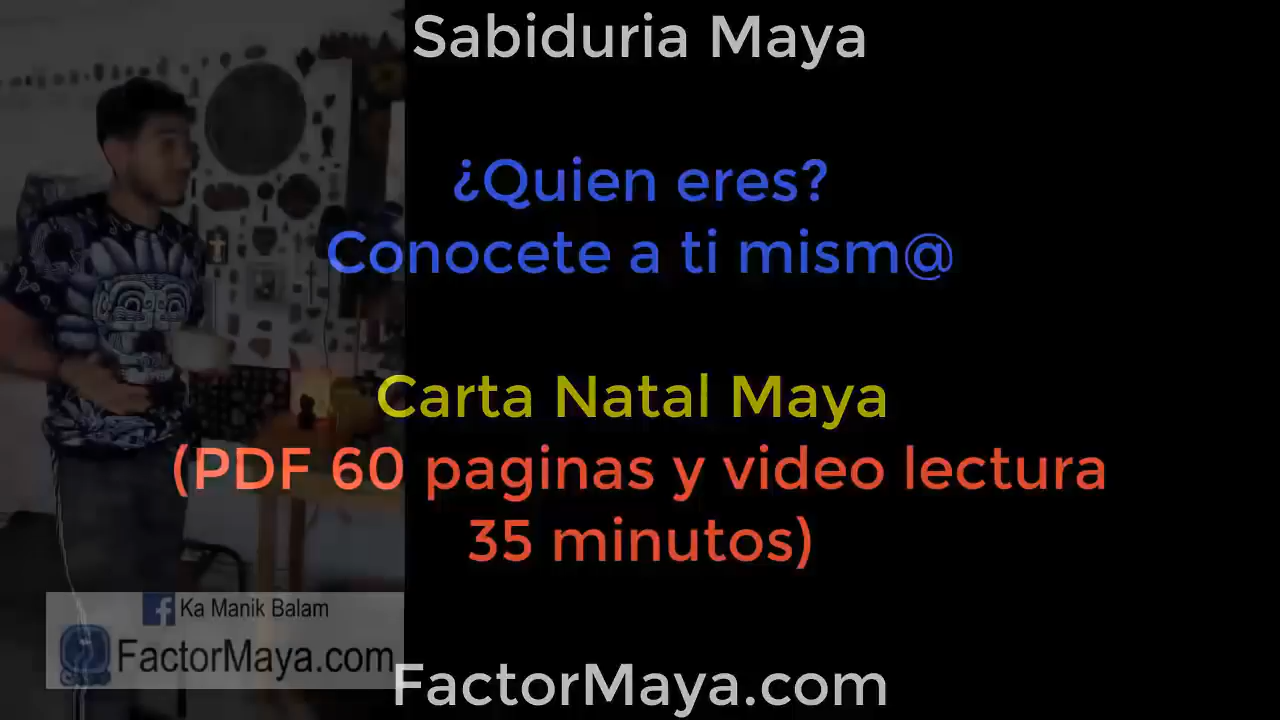 Sabiduria Maya
¿Quien eres?
Conocete a ti mism@
Carta Natal Maya
(PDF 60 paginas y video lectura
35 minutos)
Ka Manik Balam
FactorMaya.com
FactorMaya.com